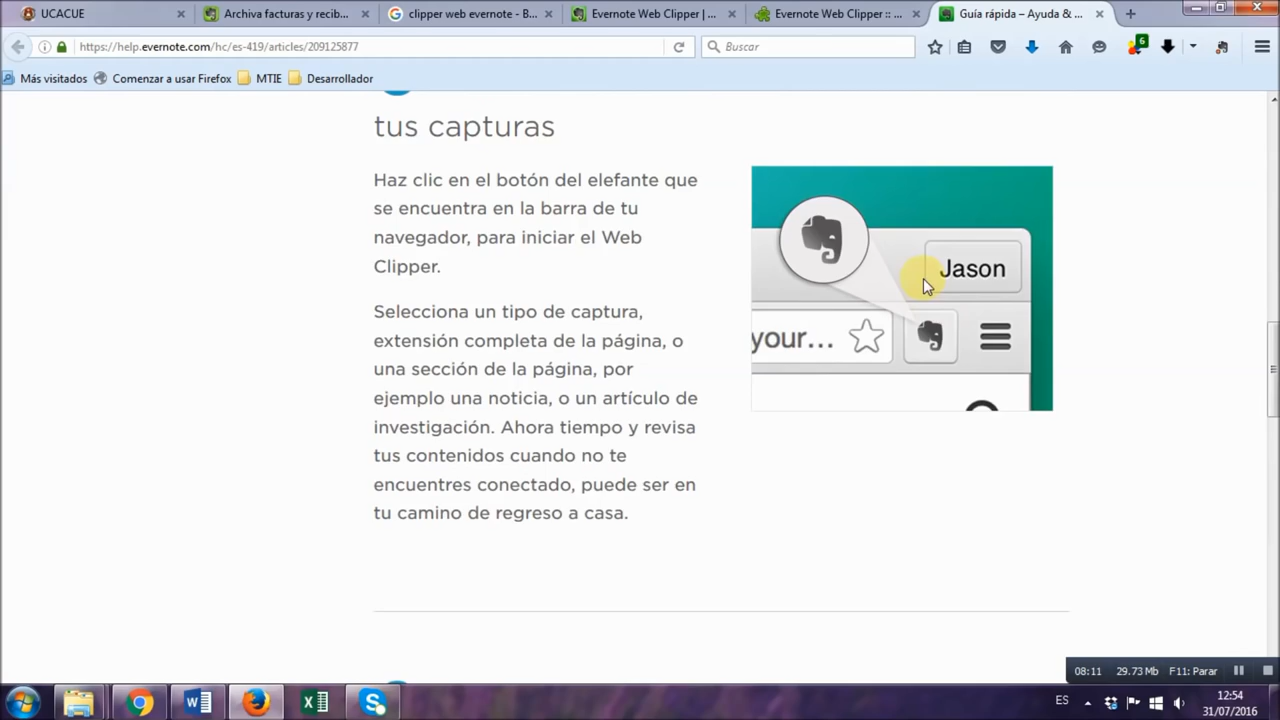 UCACUE
Archiva facturas y recib...
clipper web evernote - B...
Evernote Web Clipper | ...
Evernote Web Clipper :: ...
Guía rápida – Ayuda & ...
https://help.evernote.com/hc/es-419/articles/209125877
Buscar
6
Más visitados
Comenzar a usar Firefox
MTIE
Desarrollador
tus capturas
Haz clic en el botón del elefante que
se encuentra en la barra de tu
navegador, para iniciar el Web
Clipper.
Selecciona un tipo de captura,
extensión completa de la página, o
una sección de la página, por
ejemplo una noticia, o un artículo de
investigación. Ahora tiempo y revisa
tus contenidos cuando no te
encuentres conectado, puede ser en
tu camino de regreso a casa.
Jason
your...
08:11
29.73 Mb
F11: Parar
ES
12:54
31/07/2016